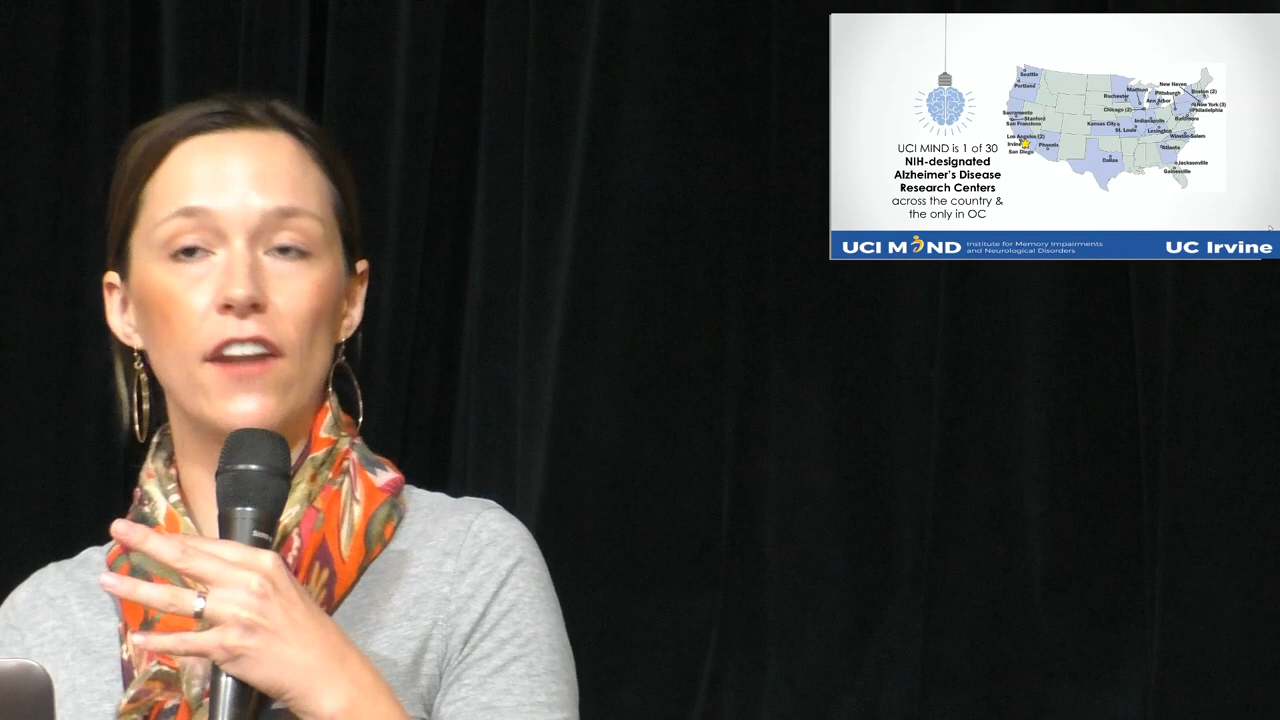 UCI MIND is 1 of 30
NIH-designated
Alzheimer's Disease
Research Centers
across the country &
the only in OC
Seattle
Portland
Sacramento
Stanford
San Francisco
Los Angeles (2)
Irvine
San Diego
Phoenix
Madison
Rochester
Chicago (2)
Ann Arbor
New Haven
Pittsburgh
Boston (2)
New York (3)
Philadelphia
Baltimore
Indianapolis
Kansas City
St. Louis
Lexington
Winston-Salem
Atlanta
Dallas
Jacksonville
Gainesville
UCI MIND
Institute for Memory Impairments
and Neurological Disorders
UC Irvine